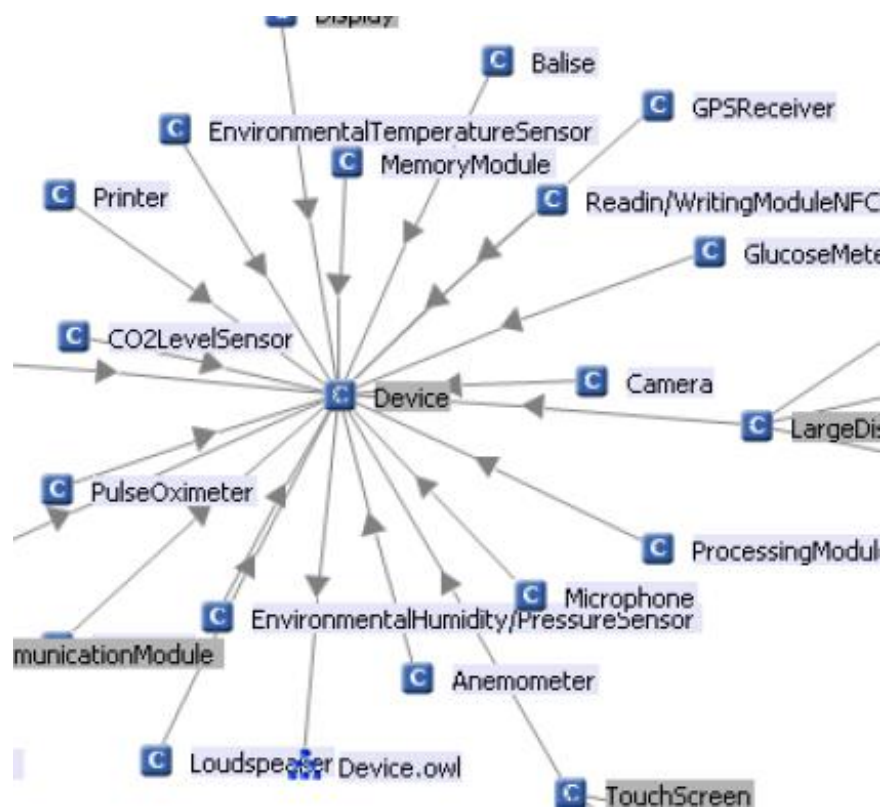 Display
Balise
GPSReceiver
EnvironmentalTemperatureSensor
MemoryModule
Printer
Readin/WritingModuleNFC
GlucoseMete
CO2LevelSensor
Camera
Device
LargeDis
PulseOximeter
ProcessingModul
Microphone
EnvironmentalHumidity/PressureSensor
municationModule
Anemometer
Loudspeaker
Device.owl
TouchScreen